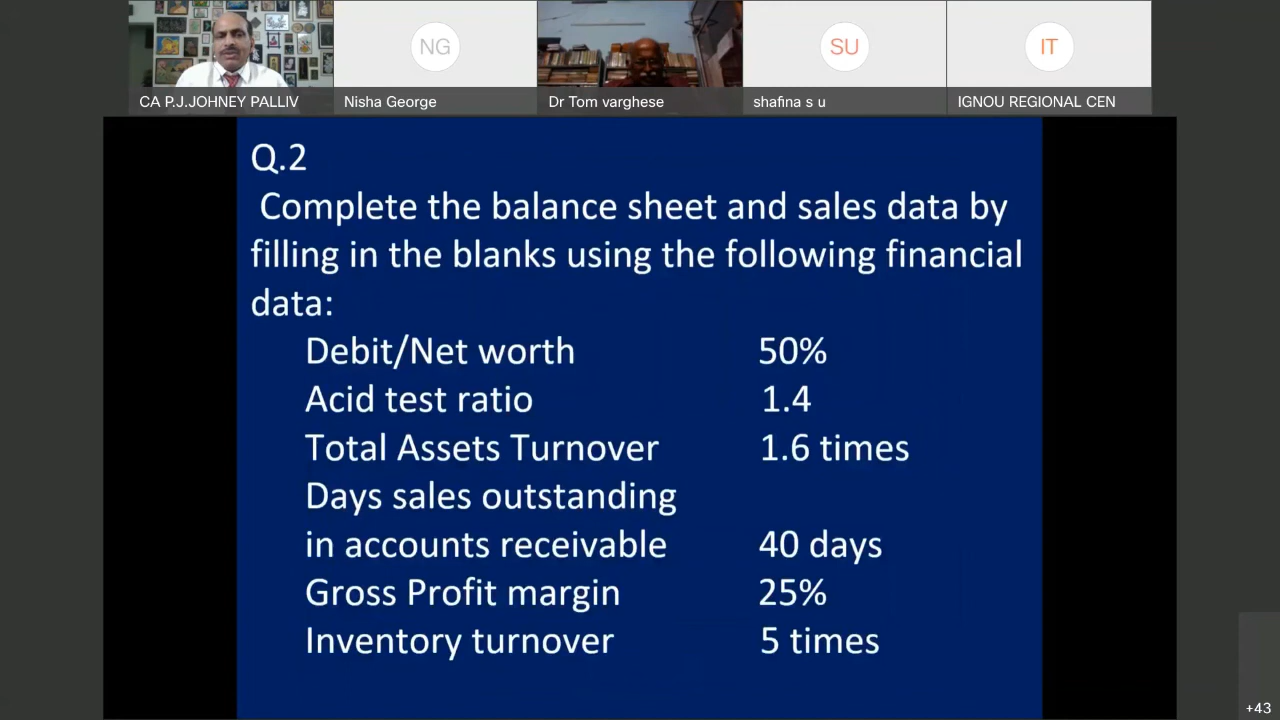 NG
SU
IT
CA P.J.JOHNEY PALLIV
Nisha George
Dr Tom varghese
shafina s u
IGNOU REGIONAL CEN
Q.2
Complete the balance sheet and sales data by
filling in the blanks using the following financial
data:
Debit/Net worth 50%
Acid test ratio 1.4
Total Assets Turnover 1.6 times
Days sales outstanding
in accounts receivable 40 days
Gross Profit margin 25%
Inventory turnover 5 times
+43